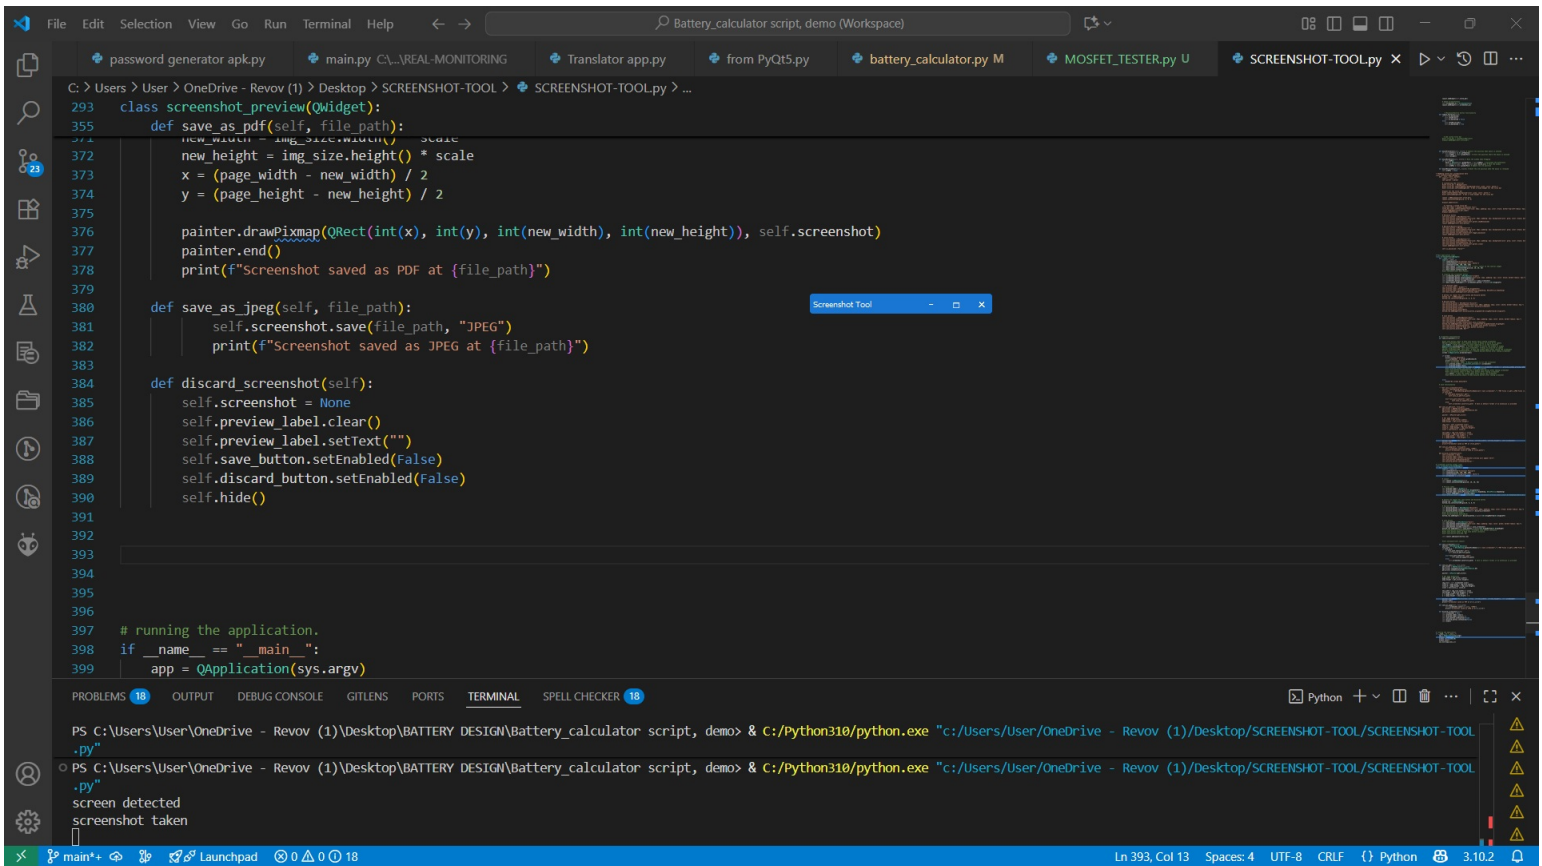 File Edit Selection View Go Run Terminal Help
Battery_calculator script, demo (Workspace)
password generator apk.py
main.py C:\...\REAL-MONITORING
Translator app.py
from PyQt5.py
battery_calculator.py M
MOSFET_TESTER.py U
SCREENSHOT-TOOL.py
C: > Users > User > OneDrive - Revov (1) > Desktop > SCREENSHOT-TOOL > SCREENSHOT-TOOL.py > ...
293 class screenshot_preview(QWidget):
355 def save_as_pdf(self, file_path):
371 new_width = img_size.width() * scale
372 new_height = img_size.height() * scale
373 x = (page_width - new_width) / 2
374 y = (page_height - new_height) / 2
375
376 painter.drawPixmap(QRect(int(x), int(y), int(new_width), int(new_height)), self.screenshot)
377 painter.end()
378 print(f"Screenshot saved as PDF at {file_path}")
379
380 def save_as_jpeg(self, file_path):
381 self.screenshot.save(file_path, "JPEG")
382 print(f"Screenshot saved as JPEG at {file_path}")
383
384 def discard_screenshot(self):
385 self.screenshot = None
386 self.preview_label.clear()
387 self.preview_label.setText("")
388 self.save_button.setEnabled(False)
389 self.discard_button.setEnabled(False)
390 self.hide()
391
392
393
394
395
396
397 # running the application.
398 if __name__ == "__main__":
399 app = QApplication(sys.argv)
Screenshot Tool
23
PROBLEMS 18 OUTPUT DEBUG CONSOLE GITLENS PORTS TERMINAL SPELL CHECKER 18
Python
PS C:\Users\User\OneDrive - Revov (1)\Desktop\BATTERY DESIGN\Battery_calculator script, demo> & C:/Python310/python.exe "c:/Users/User/OneDrive - Revov (1)/Desktop/SCREENSHOT-TOOL/SCREENSHOT-TOOL
.py"
PS C:\Users\User\OneDrive - Revov (1)\Desktop\BATTERY DESIGN\Battery_calculator script, demo> & C:/Python310/python.exe "c:/Users/User/OneDrive - Revov (1)/Desktop/SCREENSHOT-TOOL/SCREENSHOT-TOOL
.py"
screen detected
screenshot taken
main*+ Launchpad 0 0 18
Ln 393, Col 13 Spaces: 4 UTF-8 CRLF {} Python 3.10.2